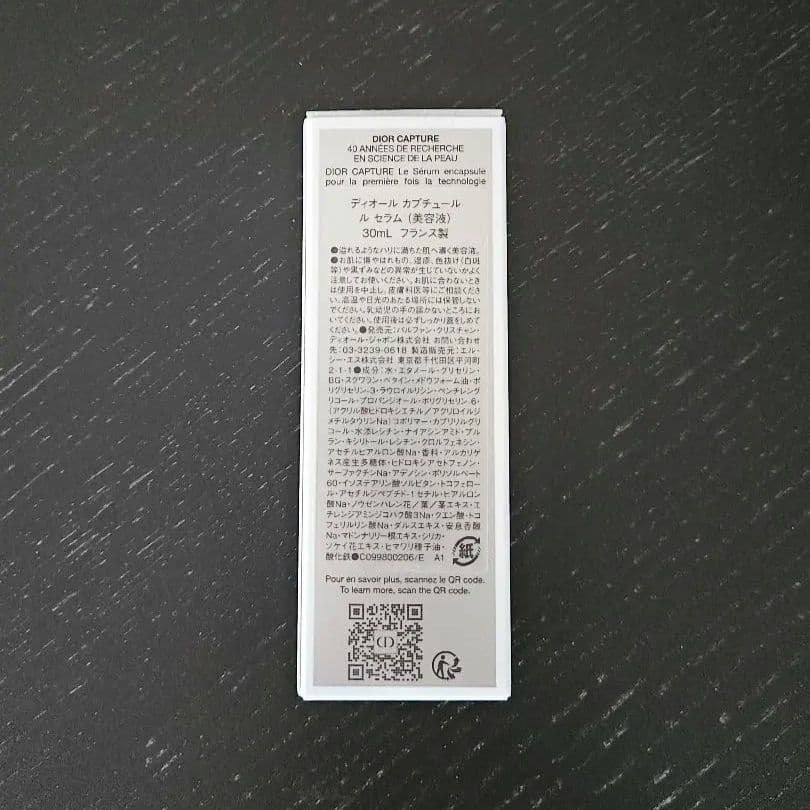 DIOR CAPTURE
40 ANNÉES DE RECHERCHE
EN SCIENCE DE LA PEAU
DIOR CAPTURE Le Sérum encapsule
pour la première fois la technologie
ディオール カプチュール
ル セラム (美容液)
30mL フランス製
●溢れるようなハリに満ちた肌へ導く美容液。
●お肌に傷やはれもの、湿疹、色抜け(白斑
等)や黒ずみなどの異常が生じていないかよく
注意してお使いください。お肌に合わないとき
は使用を中止し、皮膚科医等にご相談くださ
い。高温や日光のあたる場所には保管しない
でください。乳幼児の手の届かないところにお
いてください。使用後は必ずしっかり蓋をしめて
ください。●発売元:パルファン・クリスチャン・
ディオール・ジャポン株式会社 お問い合わせ
先:03-3239-0618 製造販売元:エル・
シー・エス株式会社 東京都千代田区平河町
2-1-1●成分:水・エタノール・グリセリン・
BG・スクワラン・ベタイン・メドウフォーム油・ポ
リグリセリン-3・ラウロイルリシン・ペンチレング
リコール・プロパンジオール・ポリグリセリン-6・
(アクリル酸ヒドロキシエチル/アクリロイルジ
メチルタウリンNa)コポリマー・カプリリルグリ
コール・水添レシチン・ナイアシンアミド・プル
ラン・キシリトール・レシチン・クロルフェネシン・
アセチルヒアルロン酸Na・香料・アルカリゲ
ネス産生多糖体・ヒドロキシアセトフェノン・
サーファクチンNa・アデノシン・ポリソルベート
60・イソステアリン酸ソルビタン・トコフェロ
ール・アセチルジペプチド-1セチル・ヒアルロン
酸Na・ノウゼンハレン花/葉/茎エキス・エ
チレンジアミンジコハク酸3Na・クエン酸・トコ
フェリルリン酸Na・ダルスエキス・安息香酸
Na・マドンナリリー根エキス・シリカ・
ソケイ花エキス・ヒマワリ種子油・
酸化鉄●C099800206/E A1
紙
Pour en savoir plus, scannez le QR code.
To learn more, scan the QR code.
CD